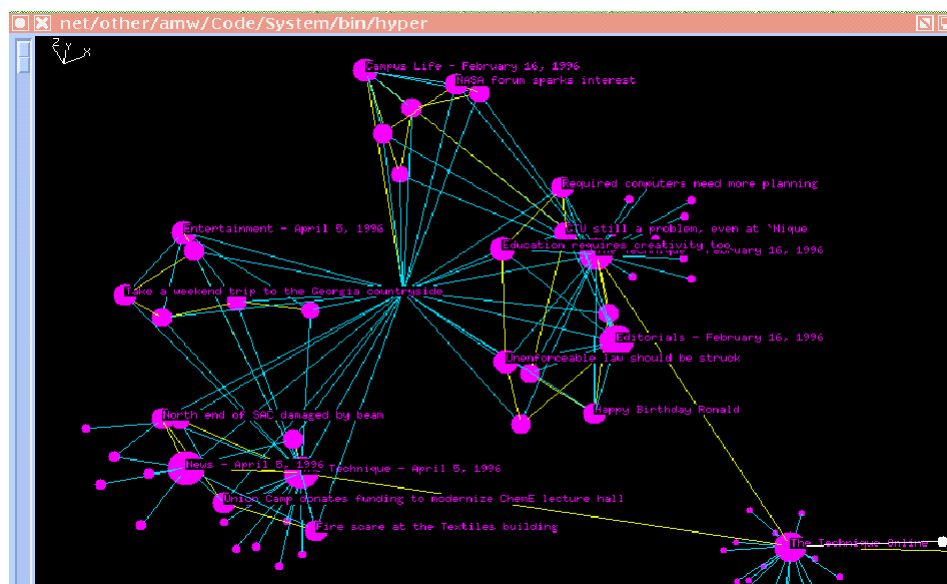 net/other/amw/Code/System/bin/hyper
Z Y X
Campus Life - February 16, 1996
NASA forum sparks interest
Required computers need more planning
Entertainment - April 5, 1996
GTU still a problem, even at `Nique
Education requires creativity too
February 16, 1996
Take a weekend trip to the Georgia countryside
Editorials - February 16, 1996
Unenforceable law should be struck
Happy Birthday Ronald
North end of SAC damaged by beam
News - April 5, 1996
Technique - April 5, 1996
Union Camp donates funding to modernize ChemE lecture hall
Fire scare at the Textiles building
The Technique Online